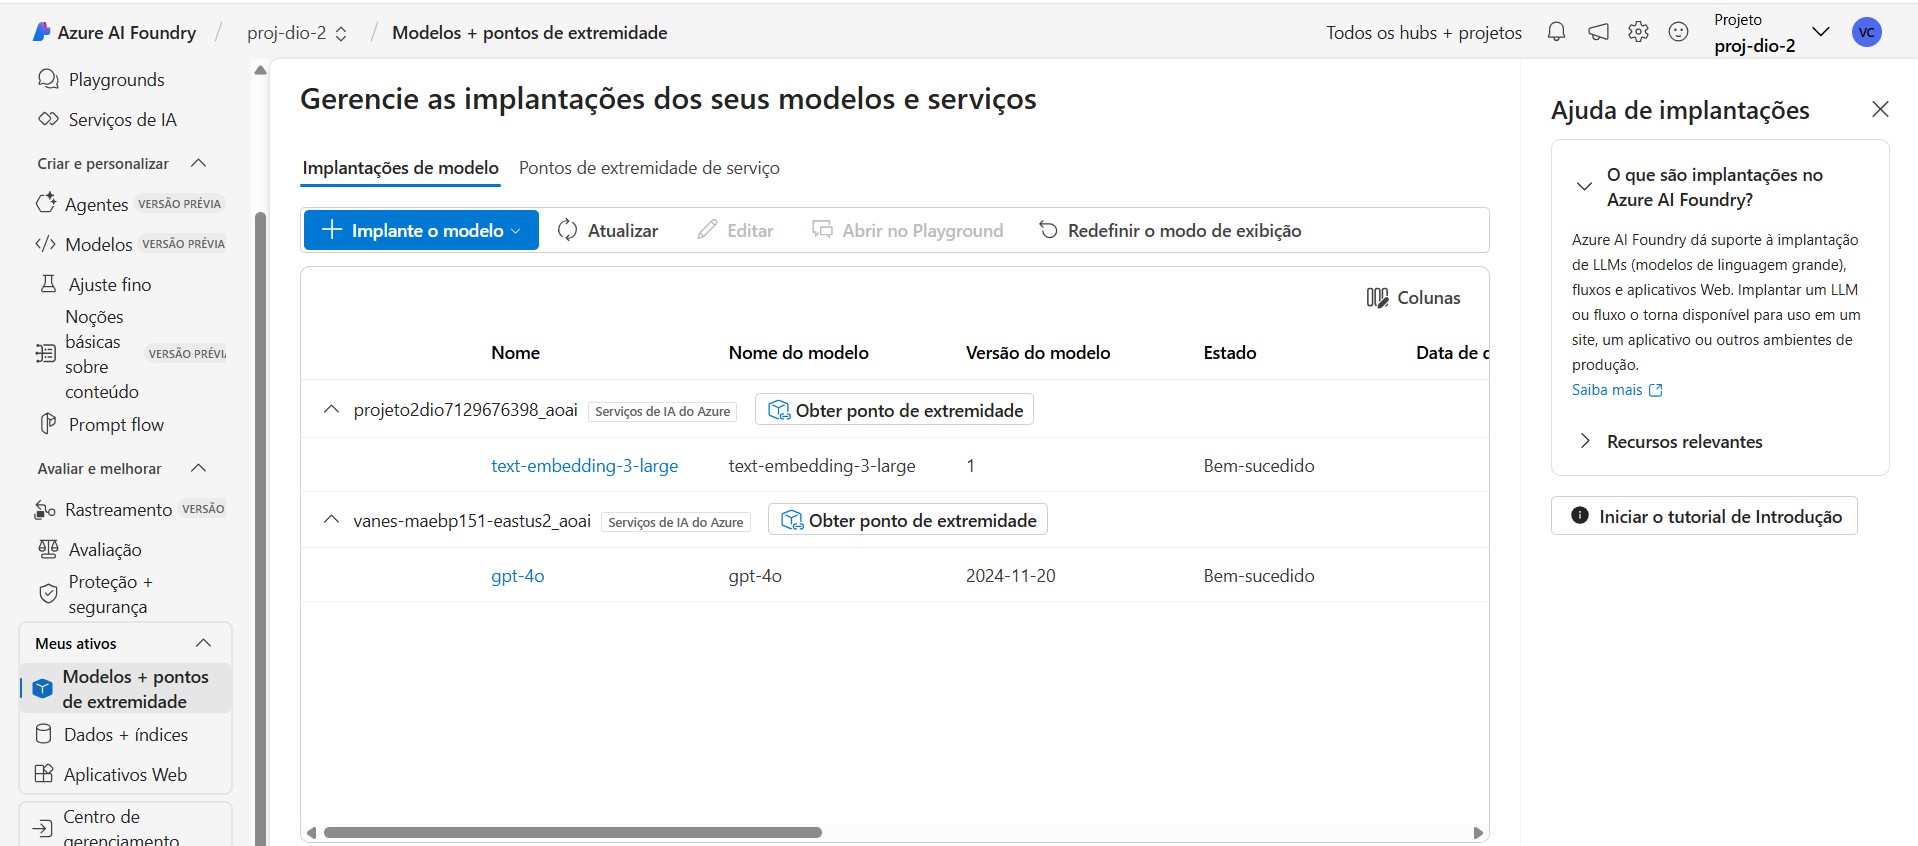 Azure AI Foundry / proj-dio-2 / Modelos + pontos de extremidade
Todos os hubs + projetos
Projeto
proj-dio-2
VC
Playgrounds
Serviços de IA
Criar e personalizar
Agentes VERSÃO PRÉVIA
Modelos VERSÃO PRÉVIA
Ajuste fino
Noções
básicas
sobre
conteúdo
VERSÃO PRÉVI
Prompt flow
Avaliar e melhorar
Rastreamento VERSÃO
Avaliação
Proteção +
segurança
Meus ativos
Modelos + pontos
de extremidade
Dados + índices
Aplicativos Web
Centro de
gerenciamento
Gerencie as implantações dos seus modelos e serviços
Implantações de modelo Pontos de extremidade de serviço
Implante o modelo Atualizar Editar Abrir no Playground Redefinir o modo de exibição
Colunas
Nome Nome do modelo Versão do modelo Estado Data de
projeto2dio7129676398_aoai Serviços de IA do Azure Obter ponto de extremidade
text-embedding-3-large text-embedding-3-large 1 Bem-sucedido
vanes-maebp151-eastus2_aoai Serviços de IA do Azure Obter ponto de extremidade
gpt-4o gpt-4o 2024-11-20 Bem-sucedido
Ajuda de implantações
O que são implantações no
Azure AI Foundry?
Azure AI Foundry dá suporte à implantação
de LLMs (modelos de linguagem grande),
fluxos e aplicativos Web. Implantar um LLM
ou fluxo o torna disponível para uso em um
site, um aplicativo ou outros ambientes de
produção.
Saiba mais
Recursos relevantes
Iniciar o tutorial de Introdução